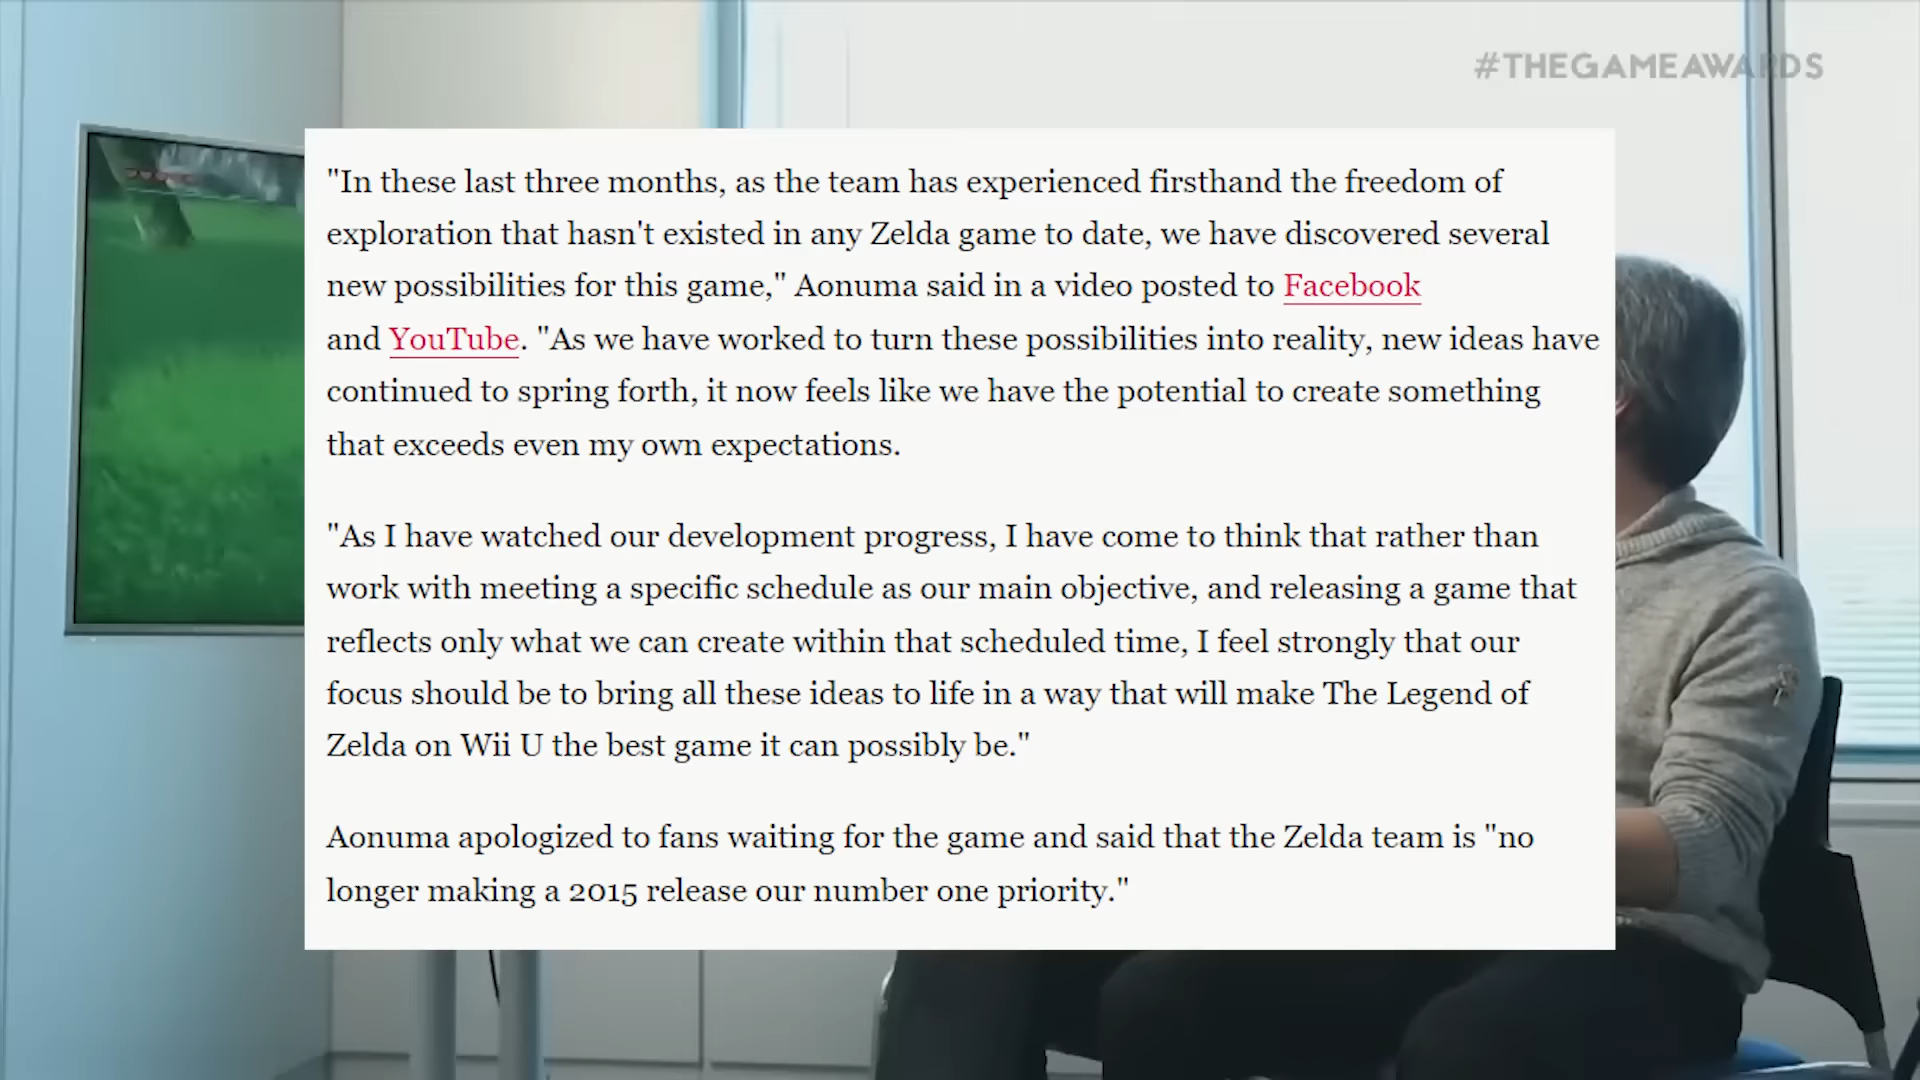 #THEGAMEAWARDS
"In these last three months, as the team has experienced firsthand the freedom of
exploration that hasn't existed in any Zelda game to date, we have discovered several
new possibilities for this game," Aonuma said in a video posted to Facebook
and YouTube. "As we have worked to turn these possibilities into reality, new ideas have
continued to spring forth, it now feels like we have the potential to create something
that exceeds even my own expectations.
"As I have watched our development progress, I have come to think that rather than
work with meeting a specific schedule as our main objective, and releasing a game that
reflects only what we can create within that scheduled time, I feel strongly that our
focus should be to bring all these ideas to life in a way that will make The Legend of
Zelda on Wii U the best game it can possibly be."
Aonuma apologized to fans waiting for the game and said that the Zelda team is "no
longer making a 2015 release our number one priority."